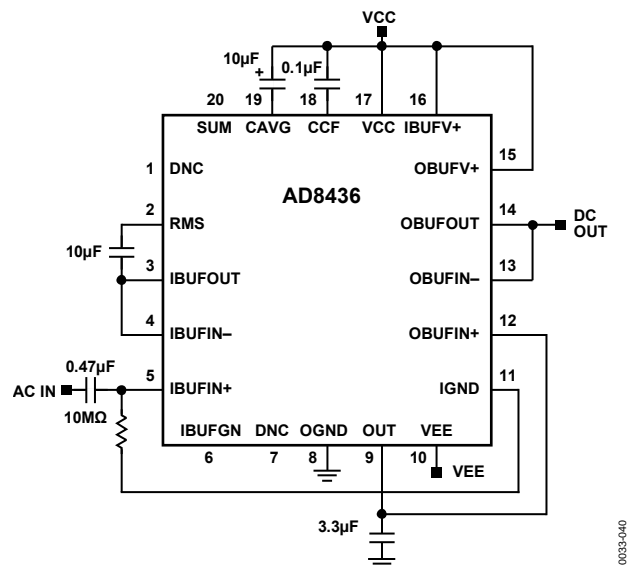 VCC
10µF
+
0.1µF
20 19 18 17 16
SUM CAVG CCF VCC IBUFV+
15
OBUFV+
1
DNC
AD8436
2
RMS
14
OBUFOUT
DC
OUT
10µF
3
IBUFOUT
13
OBUFIN–
4
IBUFIN–
12
OBUFIN+
0.47µF
AC IN
5
IBUFIN+
11
IGND
10MΩ
IBUFGN DNC OGND OUT VEE
6 7 8 9 10
VEE
3.3µF
0033-040